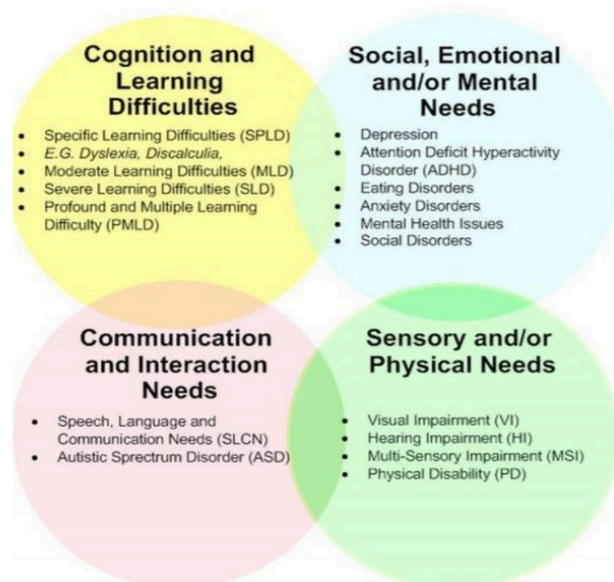 Cognition and
Learning
Difficulties
• Specific Learning Difficulties (SPLD)
• E.G. Dyslexia, Discalculia,
• Moderate Learning Difficulties (MLD)
• Severe Learning Difficulties (SLD)
• Profound and Multiple Learning
Difficulty (PMLD)
Social, Emotional
and/or Mental
Needs
• Depression
• Attention Deficit Hyperactivity
Disorder (ADHD)
• Eating Disorders
• Anxiety Disorders
• Mental Health Issues
• Social Disorders
Communication
and Interaction
Needs
• Speech, Language and
Communication Needs (SLCN)
• Autistic Sprectrum Disorder (ASD)
Sensory and/or
Physical Needs
• Visual Impairment (VI)
• Hearing Impairment (HI)
• Multi-Sensory Impairment (MSI)
• Physical Disability (PD)